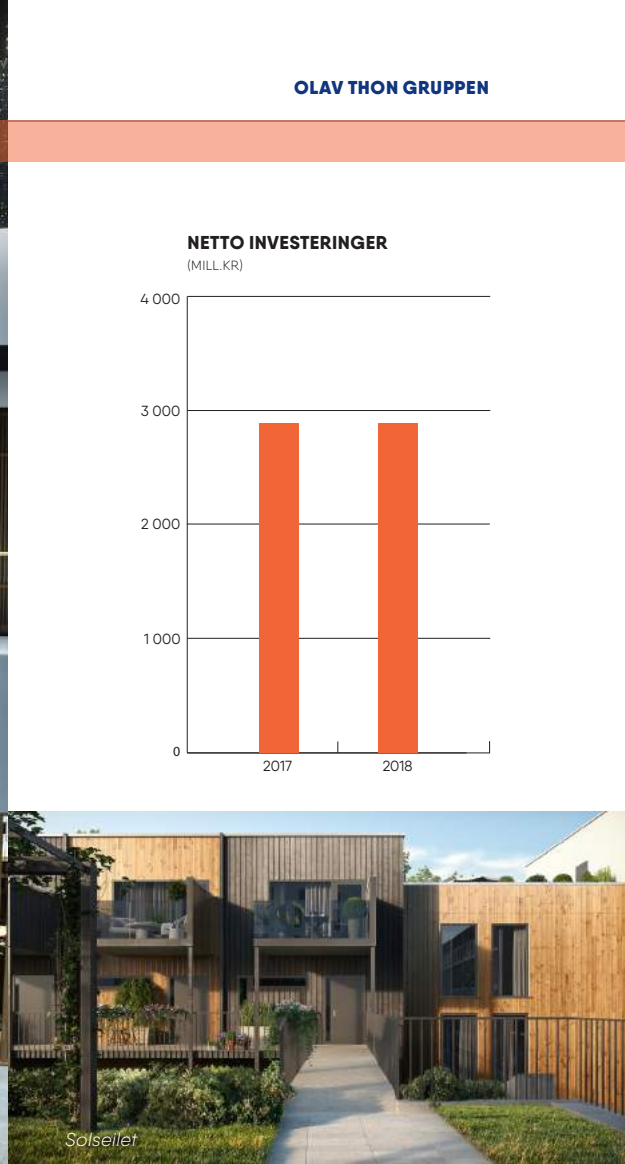 OLAV THON GRUPPEN
NETTO INVESTERINGER
(MILL.KR)
4 000
3 000
2 000
1 000
0
2017
2018
Solseilet